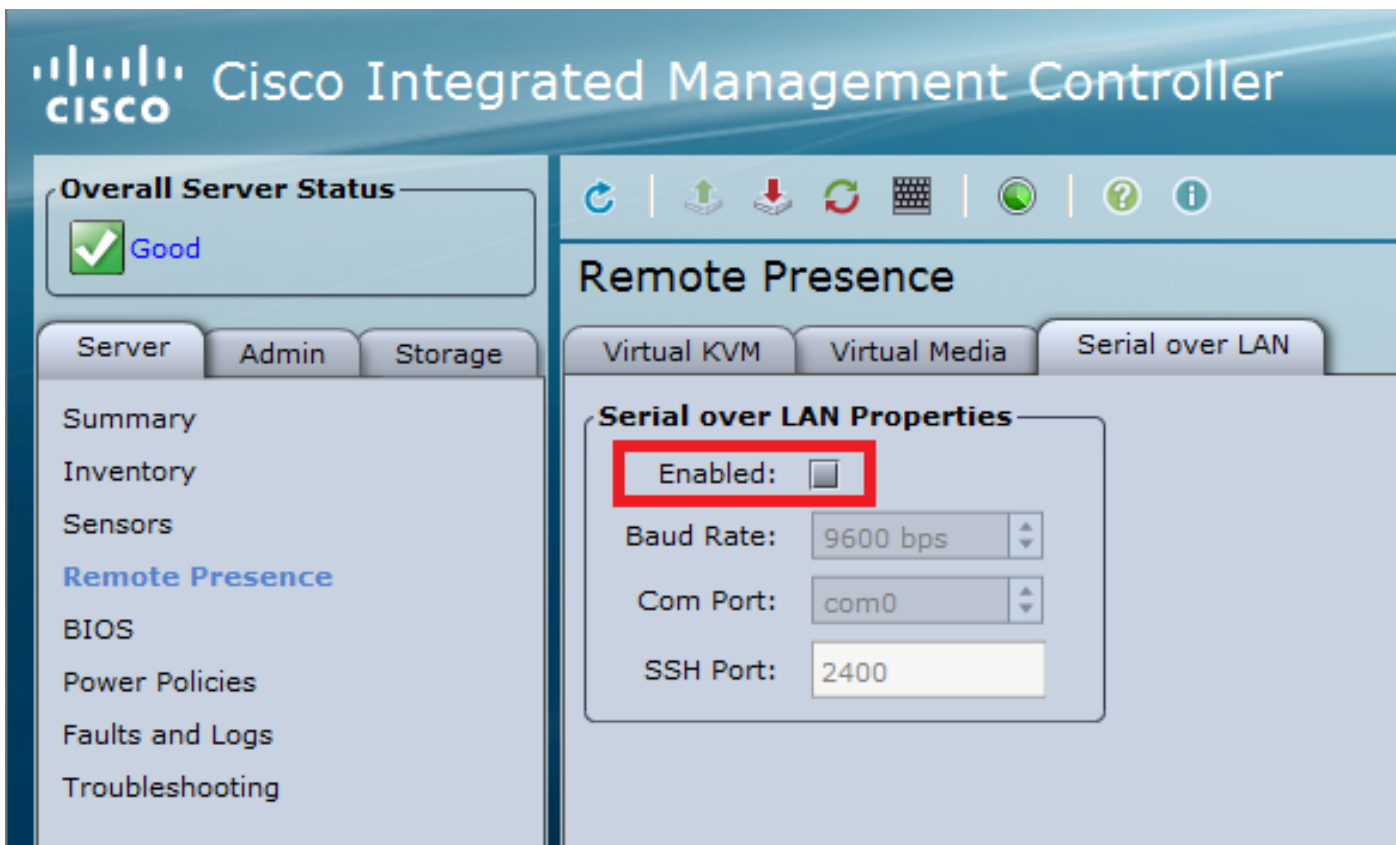 CISCO
Cisco Integrated Management Controller
Overall Server Status
Good
Server
Admin
Storage
Summary
Inventory
Sensors
Remote Presence
BIOS
Power Policies
Faults and Logs
Troubleshooting
Remote Presence
Virtual KVM
Virtual Media
Serial over LAN
Serial over LAN Properties
Enabled:
Baud Rate: 9600 bps
Com Port: com0
SSH Port: 2400